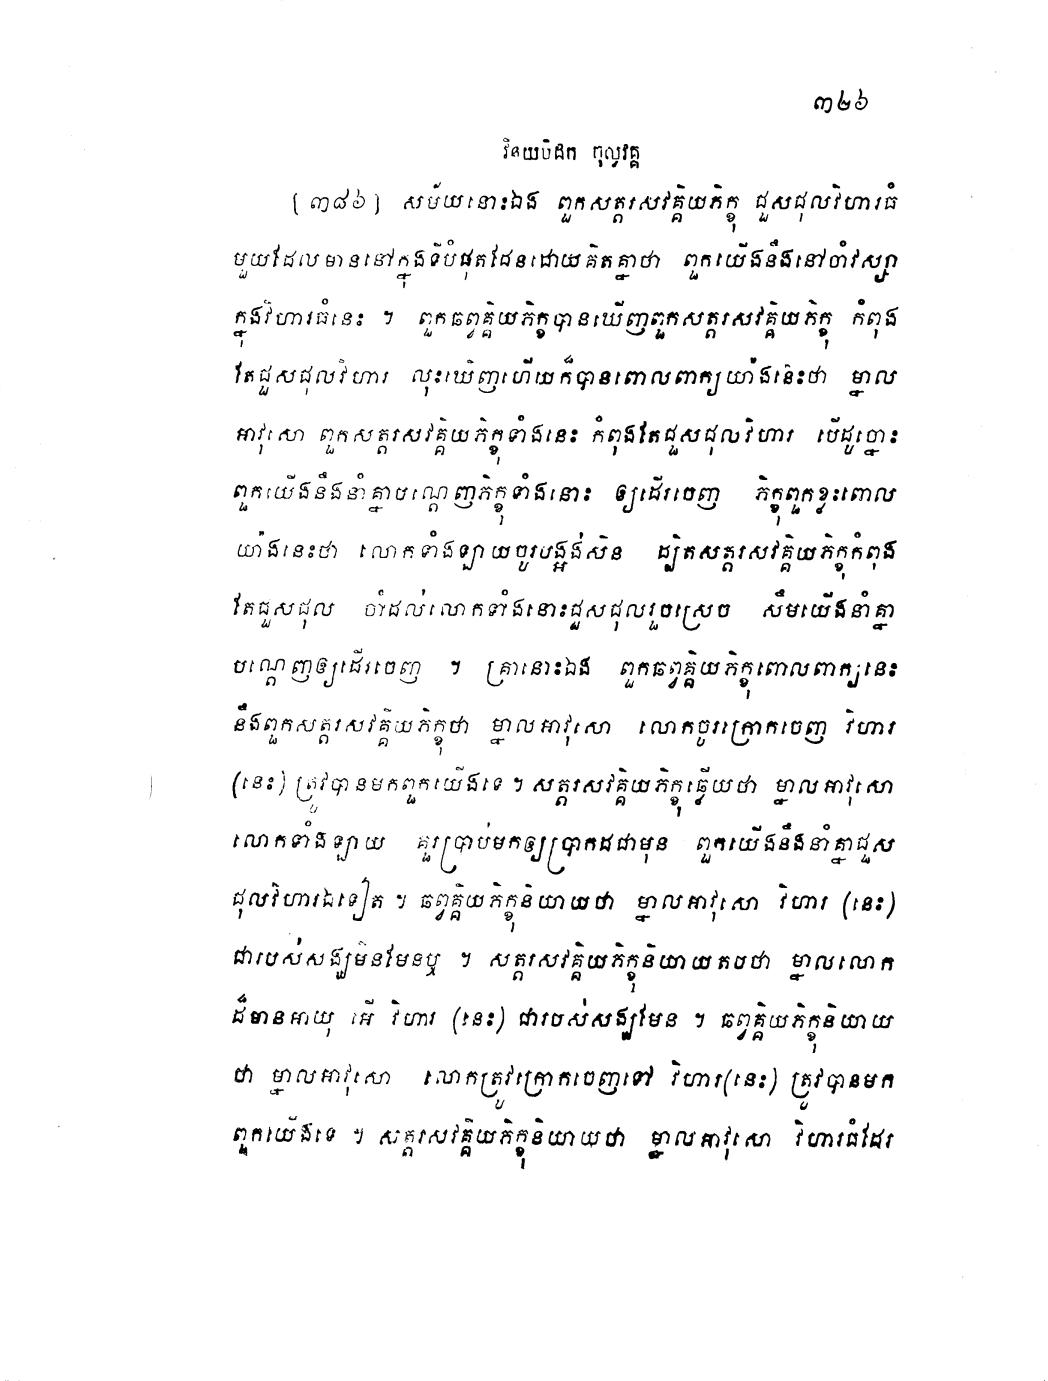 ៣២៦
វិនយបិដក ចុល្លវគ្គ
[៣៨៦] សម័យនោះឯង ពួកសត្តរសវគ្គិយភិក្ខុ ជួសជុលវិហារធំ
មួយដែលមាននៅក្នុងទីបំផុតដែនដោយគិតគ្នាថា ពួកយើងនឹងនៅចាំវស្សា
ក្នុងវិហារធំនេះ ។ ពួកឆព្វគ្គិយភិក្ខុបានឃើញពួកសត្តរសវគ្គិយភិក្ខុ កំពុង
តែជួសជុលវិហារ លុះឃើញហើយក៏បានពោលពាក្យយ៉ាងនេះថា ម្នាល
អាវុសោ ពួកសត្តរសវគ្គិយភិក្ខុទាំងនេះ កំពុងតែជួសជុលវិហារ បើដូច្នោះ
ពួកយើងនឹងនាំគ្នាបណ្តេញភិក្ខុទាំងនោះ ឲ្យដើរចេញ ភិក្ខុពួកខ្លះពោល
យ៉ាងនេះថា លោកទាំងឡាយចូរបង្អង់សិន ដ្បិតសត្តរសវគ្គិយភិក្ខុកំពុង
តែជួសជុល ចាំដល់លោកទាំងនោះជួសជុលរួចស្រេច សឹមយើងនាំគ្នា
បណ្តេញឲ្យដើរចេញ ។ គ្រានោះឯង ពួកឆព្វគ្គិយភិក្ខុពោលពាក្យនេះ
នឹងពួកសត្តរសវគ្គិយភិក្ខុថា ម្នាលអាវុសោ លោកចូរក្រោកចេញ វិហារ
(នេះ) ត្រូវបានមកពួកយើងទេ ។ សត្តរសវគ្គិយភិក្ខុឆ្លើយថា ម្នាលអាវុសោ
លោកទាំងឡាយ គួរប្រាប់មកឲ្យប្រាកដជាមុន ពួកយើងនឹងនាំគ្នាជួស
ជុលវិហារឯទៀត ។ ឆព្វគ្គិយភិក្ខុនិយាយថា ម្នាលអាវុសោ វិហារ (នេះ)
ជារបស់សង្ឃមិនមែនឬ ។ សត្តរសវគ្គិយភិក្ខុនិយាយតបថា ម្នាលលោក
ដ៏មានអាយុ អើ វិហារ (នេះ) ជារបស់សង្ឃមែន ។ ឆព្វគ្គិយភិក្ខុនិយាយ
ថា ម្នាលអាវុសោ លោកត្រូវក្រោកចេញទៅ វិហារ(នេះ) ត្រូវបានមក
ពួកយើងទេ ។ សត្តរសវគ្គិយភិក្ខុនិយាយថា ម្នាលអាវុសោ វិហារធំដែរ